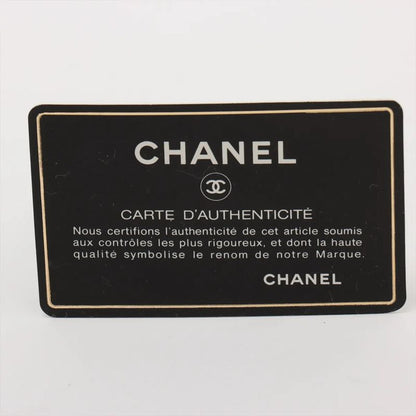 CHANEL
CARTE D'AUTHENTICITÉ
Nous certifions l'authenticité de cet article soumis
aux contrôles les plus rigoureux, et dont la haute
qualité symbolise le renom de notre Marque.
CHANEL